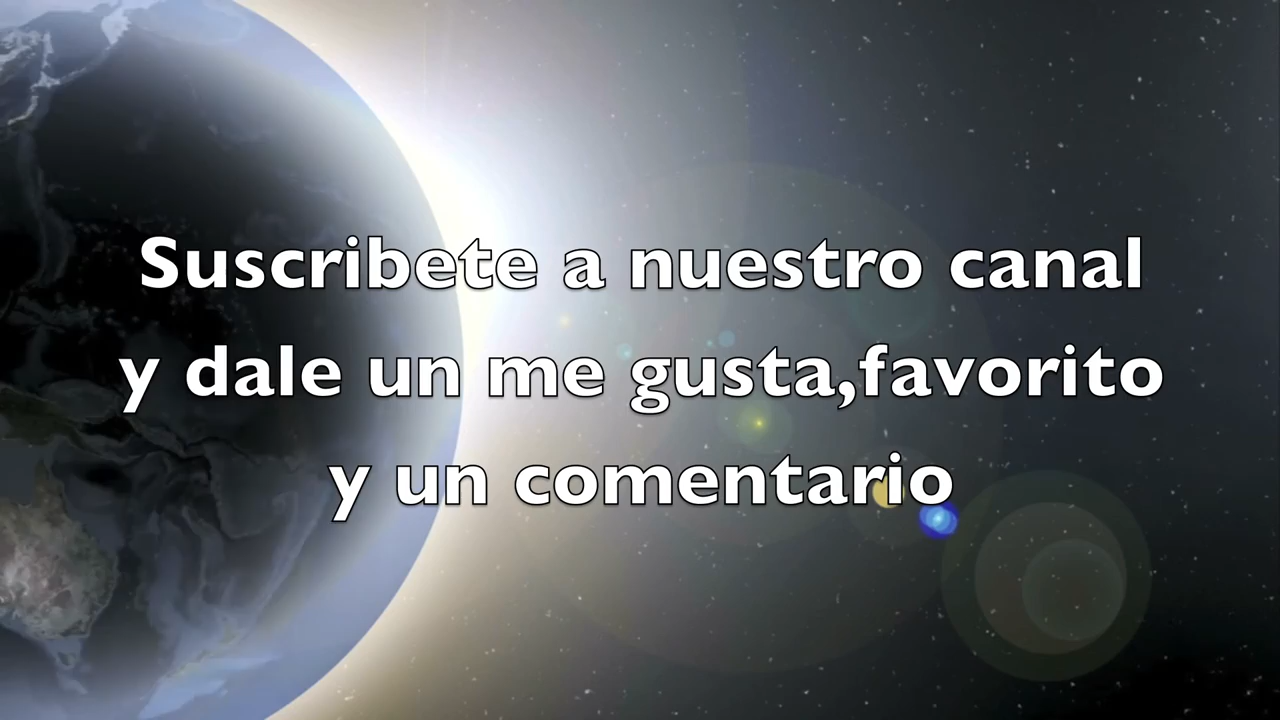 Suscribete a nuestro canal
y dale un me gusta,favorito
y un comentario